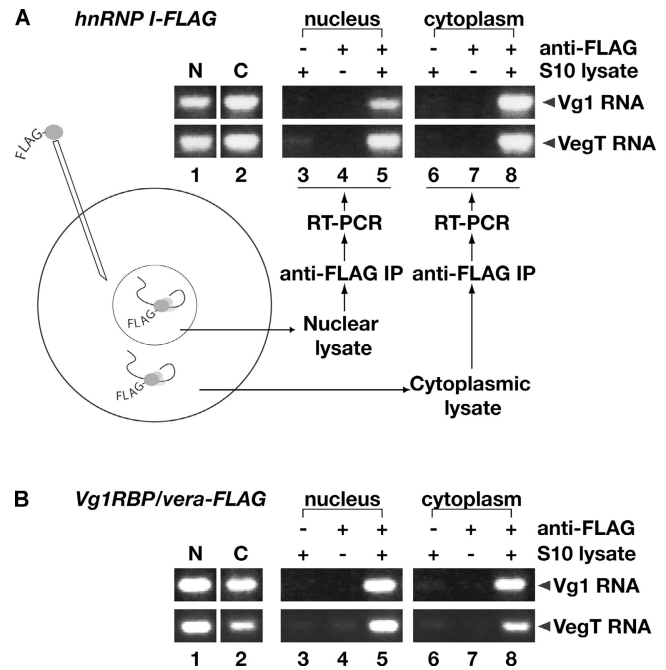 A hnRNP I-FLAG nucleus cytoplasm
- + + - + + anti-FLAG
N C + - + + - + S10 lysate
Vg1 RNA
VegT RNA
1 2 3 4 5 6 7 8
FLAG
RT-PCR RT-PCR
anti-FLAG IP anti-FLAG IP
FLAG
Nuclear
lysate
FLAG
Cytoplasmic
lysate
B Vg1RBP/vera-FLAG nucleus cytoplasm
- + + - + + anti-FLAG
N C + - + + - + S10 lysate
Vg1 RNA
VegT RNA
1 2 3 4 5 6 7 8